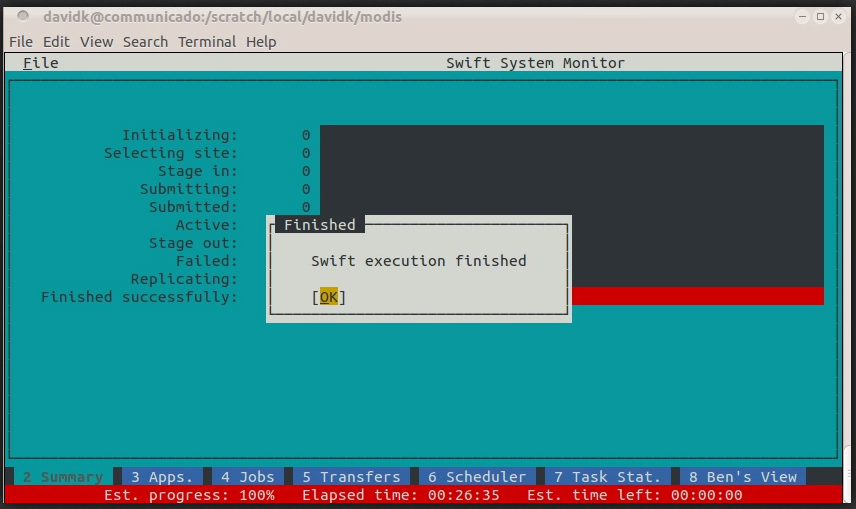 davidk@communicado:/scratch/local/davidk/modis
File Edit View Search Terminal Help
File Swift System Monitor
Initializing: 0
Selecting site: 0
Stage in: 0
Submitting: 0
Submitted: 0
Active:
Finished
Stage out:
Failed: Swift execution finished
Replicating:
Finished successfully: [OK]
2 Summary 3 Apps. 4 Jobs 5 Transfers 6 Scheduler 7 Task Stat. 8 Ben's View
Est. progress: 100% Elapsed time: 00:26:35 Est. time left: 00:00:00